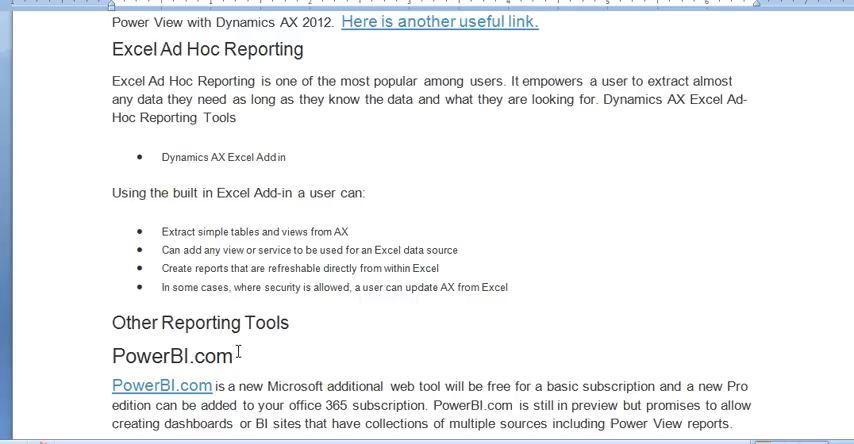 Power View with Dynamics AX 2012. Here is another useful link.
Excel Ad Hoc Reporting
Excel Ad Hoc Reporting is one of the most popular among users. It empowers a user to extract almost
any data they need as long as they know the data and what they are looking for. Dynamics AX Excel Ad-
Hoc Reporting Tools
• Dynamics AX Excel Add in
Using the built in Excel Add-in a user can:
• Extract simple tables and views from AX
• Can add any view or service to be used for an Excel data source
• Create reports that are refreshable directly from within Excel
• In some cases, where security is allowed, a user can update AX from Excel
Other Reporting Tools
PowerBI.com
PowerBI.com is a new Microsoft additional web tool will be free for a basic subscription and a new Pro
edition can be added to your office 365 subscription. PowerBI.com is still in preview but promises to allow
creating dashboards or BI sites that have collections of multiple sources including Power View reports.